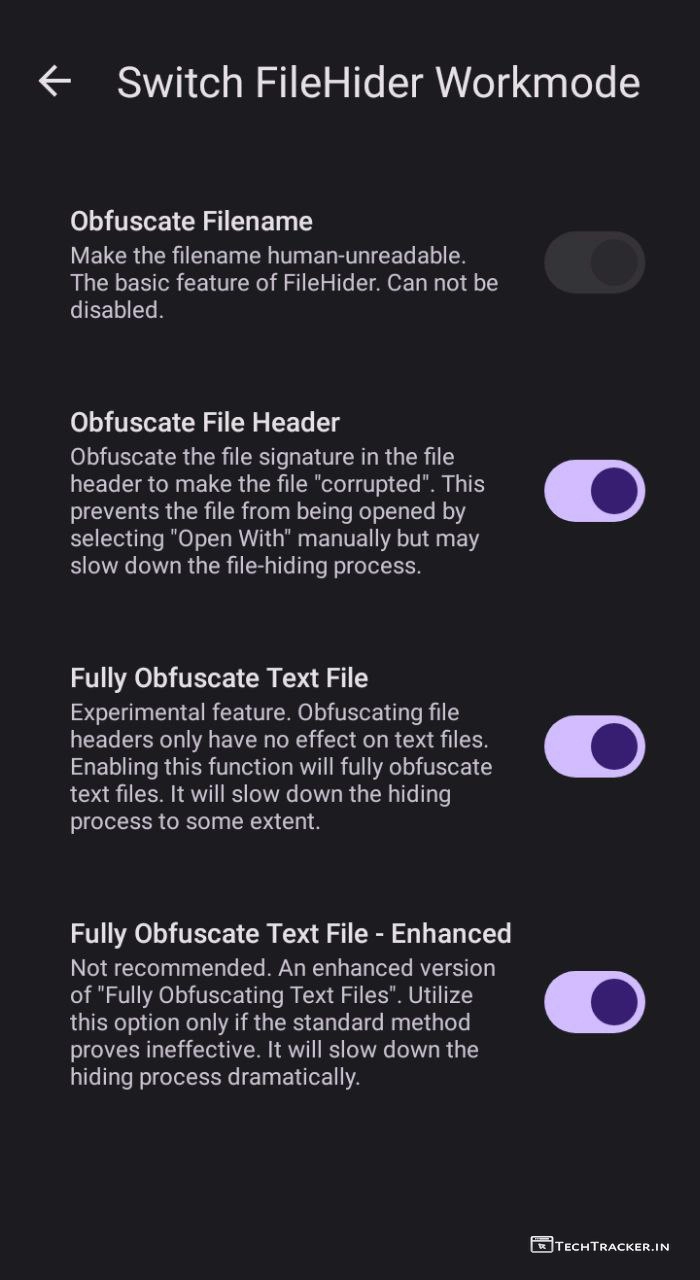 Switch FileHider Workmode
Obfuscate Filename
Make the filename human-unreadable.
The basic feature of FileHider. Can not be
disabled.
Obfuscate File Header
Obfuscate the file signature in the file
header to make the file "corrupted". This
prevents the file from being opened by
selecting "Open With" manually but may
slow down the file-hiding process.
Fully Obfuscate Text File
Experimental feature. Obfuscating file
headers only have no effect on text files.
Enabling this function will fully obfuscate
text files. It will slow down the hiding
process to some extent.
Fully Obfuscate Text File - Enhanced
Not recommended. An enhanced version
of "Fully Obfuscating Text Files". Utilize
this option only if the standard method
proves ineffective. It will slow down the
hiding process dramatically.
TECHTRACKER.IN